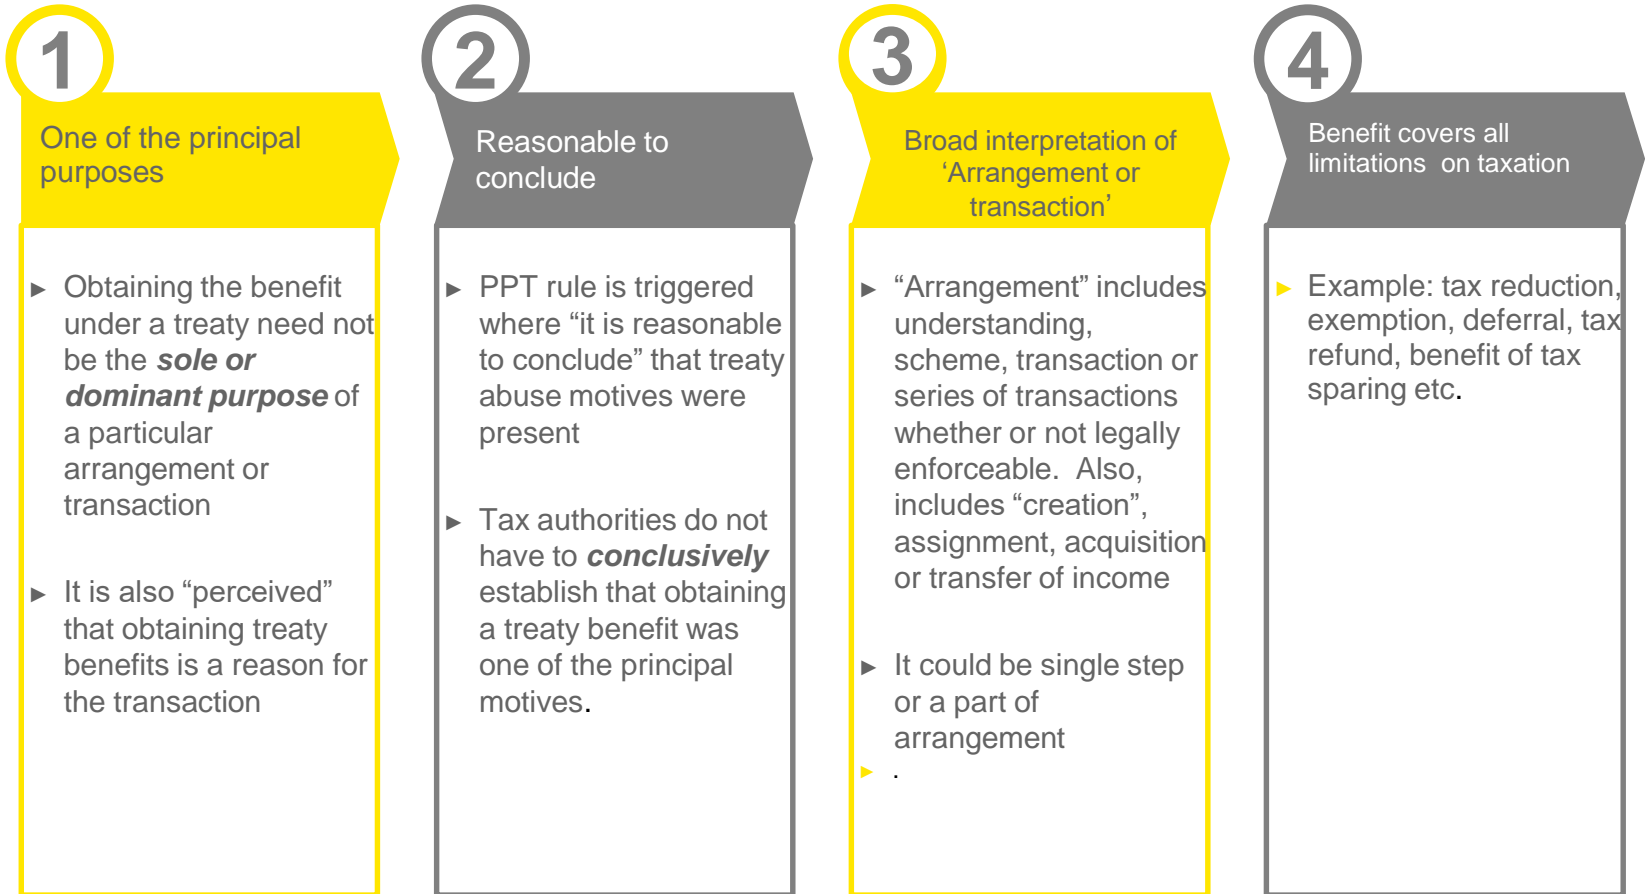 1
One of the principal
purposes
► Obtaining the benefit
under a treaty need not
be the sole or
dominant purpose of
a particular
arrangement or
transaction
► It is also “perceived”
that obtaining treaty
benefits is a reason for
the transaction
2
Reasonable to
conclude
► PPT rule is triggered
where “it is reasonable
to conclude” that treaty
abuse motives were
present
► Tax authorities do not
have to conclusively
establish that obtaining
a treaty benefit was
one of the principal
motives.
3
Broad interpretation of
‘Arrangement or
transaction’
► “Arrangement” includes
understanding,
scheme, transaction or
series of transactions
whether or not legally
enforceable.  Also,
includes “creation”,
assignment, acquisition
or transfer of income
► It could be single step
or a part of
arrangement
► .
4
Benefit covers all
limitations  on taxation
► Example: tax reduction,
exemption, deferral, tax
refund, benefit of tax
sparing etc.